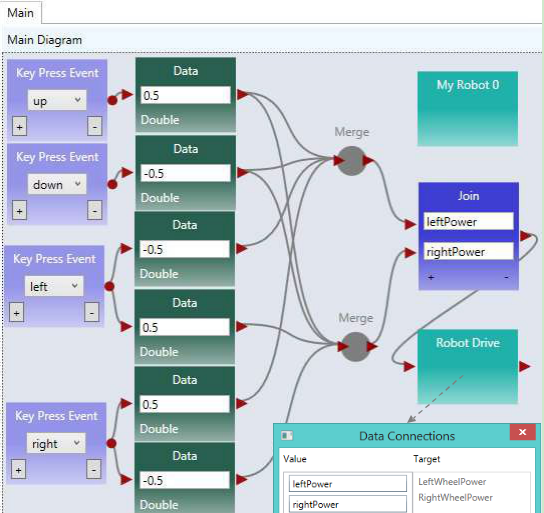 Main
Main Diagram
Key Press Event
up
+ -
Key Press Event
down
+ -
Key Press Event
left
+ -
Key Press Event
right
+ -
Data
0.5
Double
Data
-0.5
Double
Data
-0.5
Double
Data
0.5
Double
Data
0.5
Double
Data
-0.5
Double
Merge
Merge
My Robot 0
Join
leftPower
rightPower
+ -
Robot Drive
Data Connections x
Value Target
leftPower LeftWheelPower
rightPower RightWheelPower